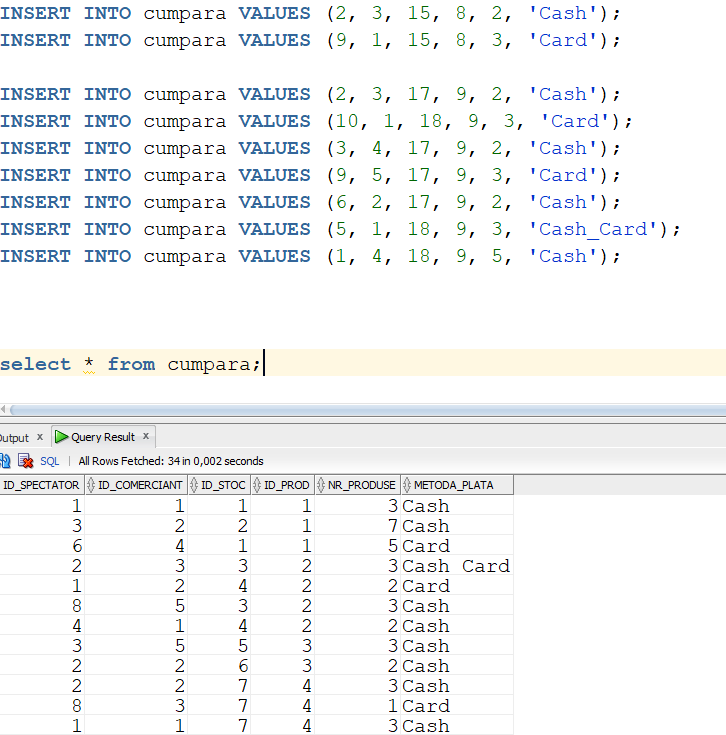 INSERT INTO cumpara VALUES (2, 3, 15, 8, 2, 'Cash');
INSERT INTO cumpara VALUES (9, 1, 15, 8, 3, 'Card');
INSERT INTO cumpara VALUES (2, 3, 17, 9, 2, 'Cash');
INSERT INTO cumpara VALUES (10, 1, 18, 9, 3, 'Card');
INSERT INTO cumpara VALUES (3, 4, 17, 9, 2, 'Cash');
INSERT INTO cumpara VALUES (9, 5, 17, 9, 3, 'Card');
INSERT INTO cumpara VALUES (6, 2, 17, 9, 2, 'Cash');
INSERT INTO cumpara VALUES (5, 1, 18, 9, 3, 'Cash_Card');
INSERT INTO cumpara VALUES (1, 4, 18, 9, 5, 'Cash');
select * from cumpara;
Output x Query Result x
SQL | All Rows Fetched: 34 in 0,002 seconds
ID_SPECTATOR ID_COMERCIANT ID_STOC ID_PROD NR_PRODUSE METODA_PLATA
1 1 1 1 3 Cash
3 2 2 1 7 Cash
6 4 1 1 5 Card
2 3 3 2 3 Cash Card
1 2 4 2 2 Card
8 5 3 2 3 Cash
4 1 4 2 2 Cash
3 5 5 3 3 Cash
2 2 6 3 2 Cash
2 2 7 4 3 Cash
8 3 7 4 1 Card
1 1 7 4 3 Cash